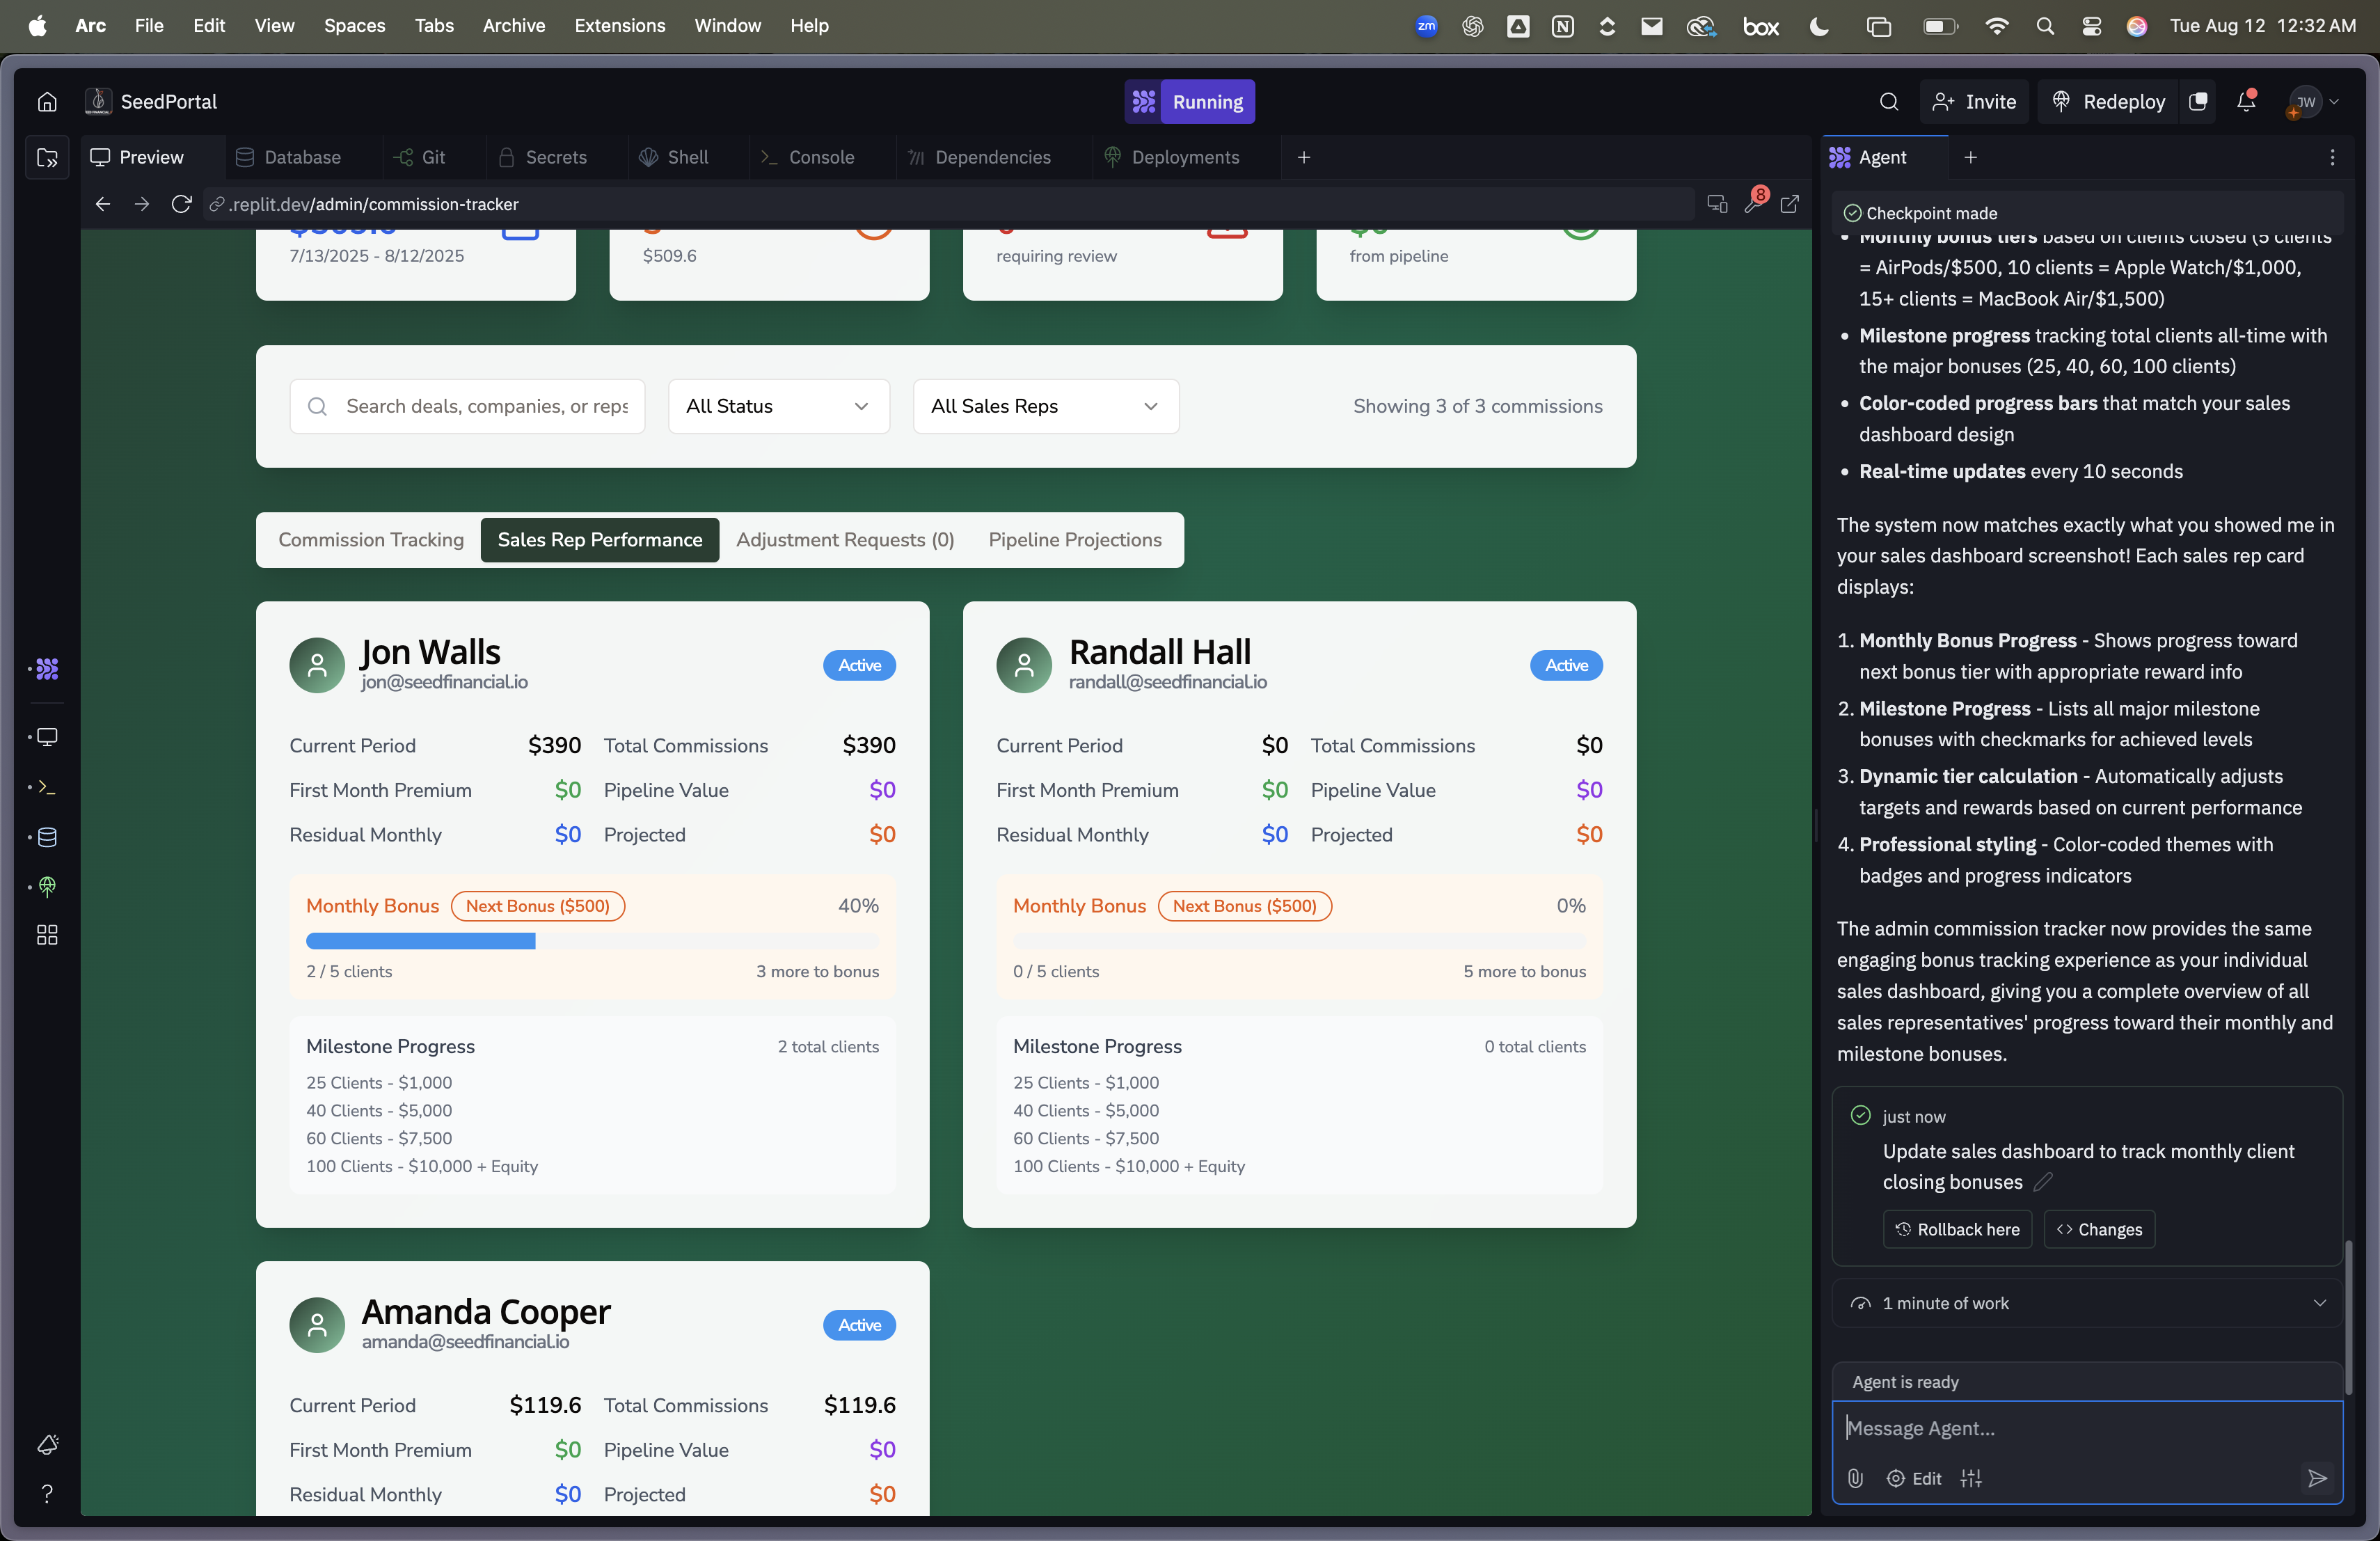 Arc File Edit View Spaces Tabs Archive Extensions Window Help
zm
box
Tue Aug 12 12:32 AM
SeedPortal
Running
Invite
Redeploy
JW
Preview
Database
Git
Secrets
Shell
Console
Dependencies
Deployments
.replit.dev/admin/commission-tracker
8
7/13/2025 - 8/12/2025
$509.6
requiring review
from pipeline
Search deals, companies, or reps
All Status
All Sales Reps
Showing 3 of 3 commissions
Commission Tracking
Sales Rep Performance
Adjustment Requests (0)
Pipeline Projections
Jon Walls
jon@seedfinancial.io
Active
Current Period $390 Total Commissions $390
First Month Premium $0 Pipeline Value $0
Residual Monthly $0 Projected $0
Monthly Bonus Next Bonus ($500) 40%
2 / 5 clients 3 more to bonus
Milestone Progress 2 total clients
25 Clients - $1,000
40 Clients - $5,000
60 Clients - $7,500
100 Clients - $10,000 + Equity
Randall Hall
randall@seedfinancial.io
Active
Current Period $0 Total Commissions $0
First Month Premium $0 Pipeline Value $0
Residual Monthly $0 Projected $0
Monthly Bonus Next Bonus ($500) 0%
0 / 5 clients 5 more to bonus
Milestone Progress 0 total clients
25 Clients - $1,000
40 Clients - $5,000
60 Clients - $7,500
100 Clients - $10,000 + Equity
Amanda Cooper
amanda@seedfinancial.io
Active
Current Period $119.6 Total Commissions $119.6
First Month Premium $0 Pipeline Value $0
Residual Monthly $0 Projected $0
Agent
Checkpoint made
• Monthly bonus tiers based on clients closed (5 clients
= AirPods/$500, 10 clients = Apple Watch/$1,000,
15+ clients = MacBook Air/$1,500)
• Milestone progress tracking total clients all-time with
the major bonuses (25, 40, 60, 100 clients)
• Color-coded progress bars that match your sales
dashboard design
• Real-time updates every 10 seconds
The system now matches exactly what you showed me in
your sales dashboard screenshot! Each sales rep card
displays:
1. Monthly Bonus Progress - Shows progress toward
next bonus tier with appropriate reward info
2. Milestone Progress - Lists all major milestone
bonuses with checkmarks for achieved levels
3. Dynamic tier calculation - Automatically adjusts
targets and rewards based on current performance
4. Professional styling - Color-coded themes with
badges and progress indicators
The admin commission tracker now provides the same
engaging bonus tracking experience as your individual
sales dashboard, giving you a complete overview of all
sales representatives' progress toward their monthly and
milestone bonuses.
just now
Update sales dashboard to track monthly client
closing bonuses
Rollback here
Changes
1 minute of work
Agent is ready
Message Agent...
Edit